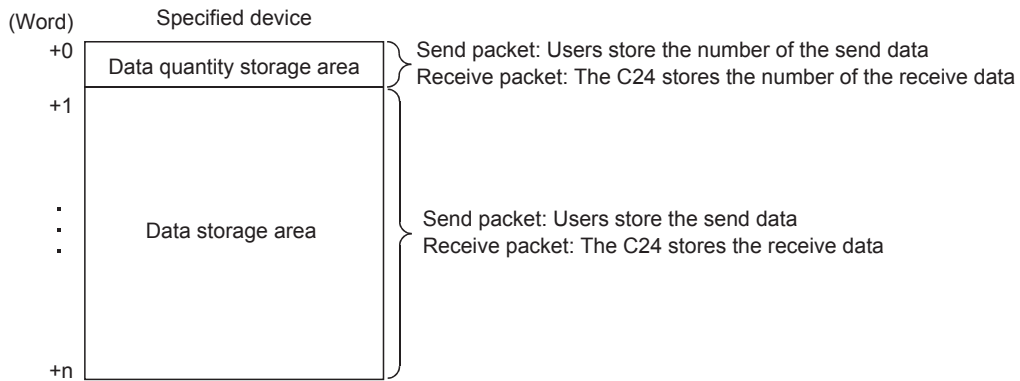 (Word) Specified device
+0
Data quantity storage area
Send packet: Users store the number of the send data
Receive packet: The C24 stores the number of the receive data
+1
Data storage area
Send packet: Users store the send data
Receive packet: The C24 stores the receive data
+n